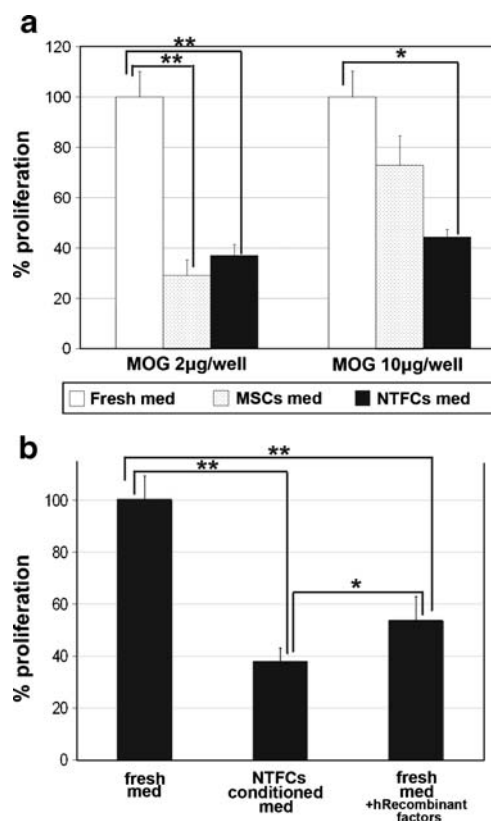 a
**
**
*
% proliferation
100
80
60
40
20
0
MOG 2µg/well
MOG 10µg/well
Fresh med
MSCs med
NTFCs med
b
**
**
*
% proliferation
100
80
60
40
20
0
fresh
med
NTFCs
conditioned
med
fresh
med
+hRecombinant
factors